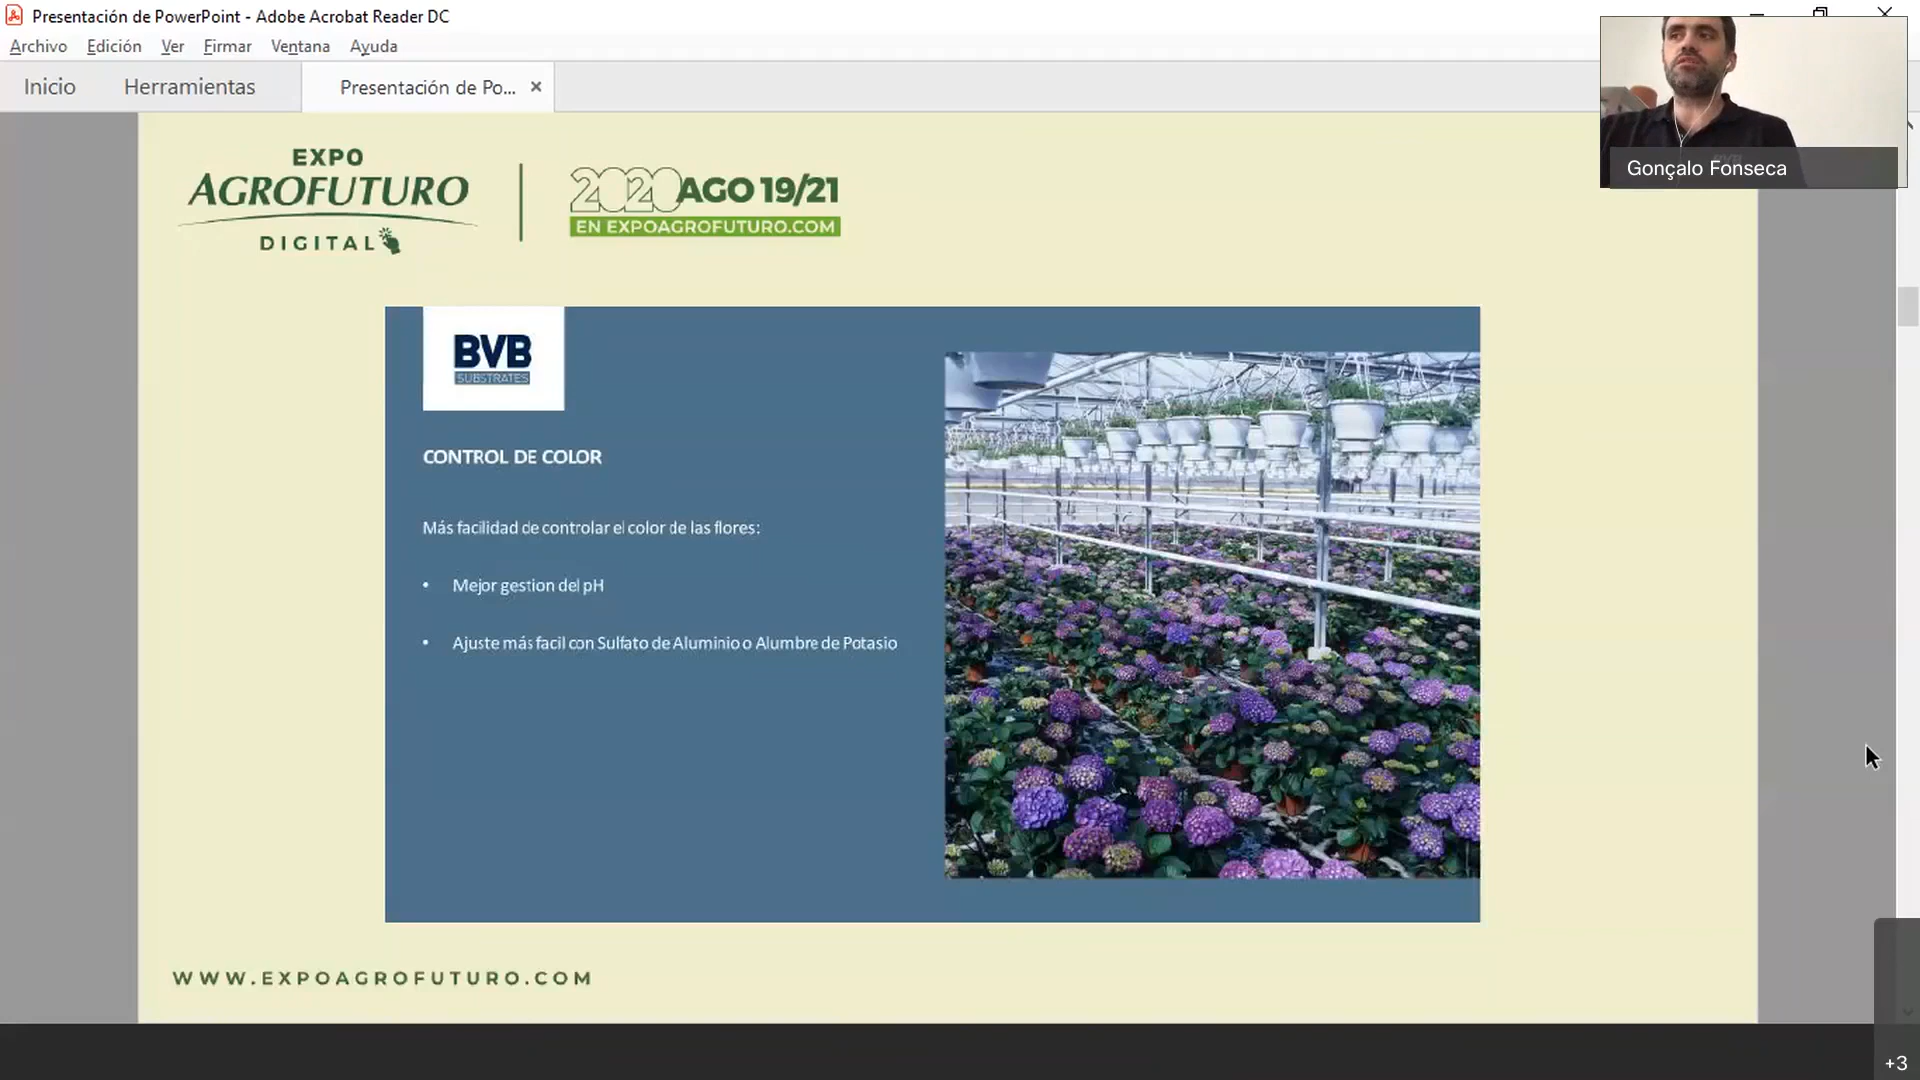 Presentación de PowerPoint - Adobe Acrobat Reader DC
Archivo Edición Ver Firmar Ventana Ayuda
Inicio Herramientas Presentación de Po...
Gonçalo Fonseca
EXPO
AGROFUTURO
DIGITAL
2020 AGO 19/21
EN EXPOAGROFUTURO.COM
BVB
SUBSTRATES
CONTROL DE COLOR
Más facilidad de controlar el color de las flores:
• Mejor gestion del pH
• Ajuste más facil con Sulfato de Aluminio o Alumbre de Potasio
WWW.EXPOAGROFUTURO.COM
+3